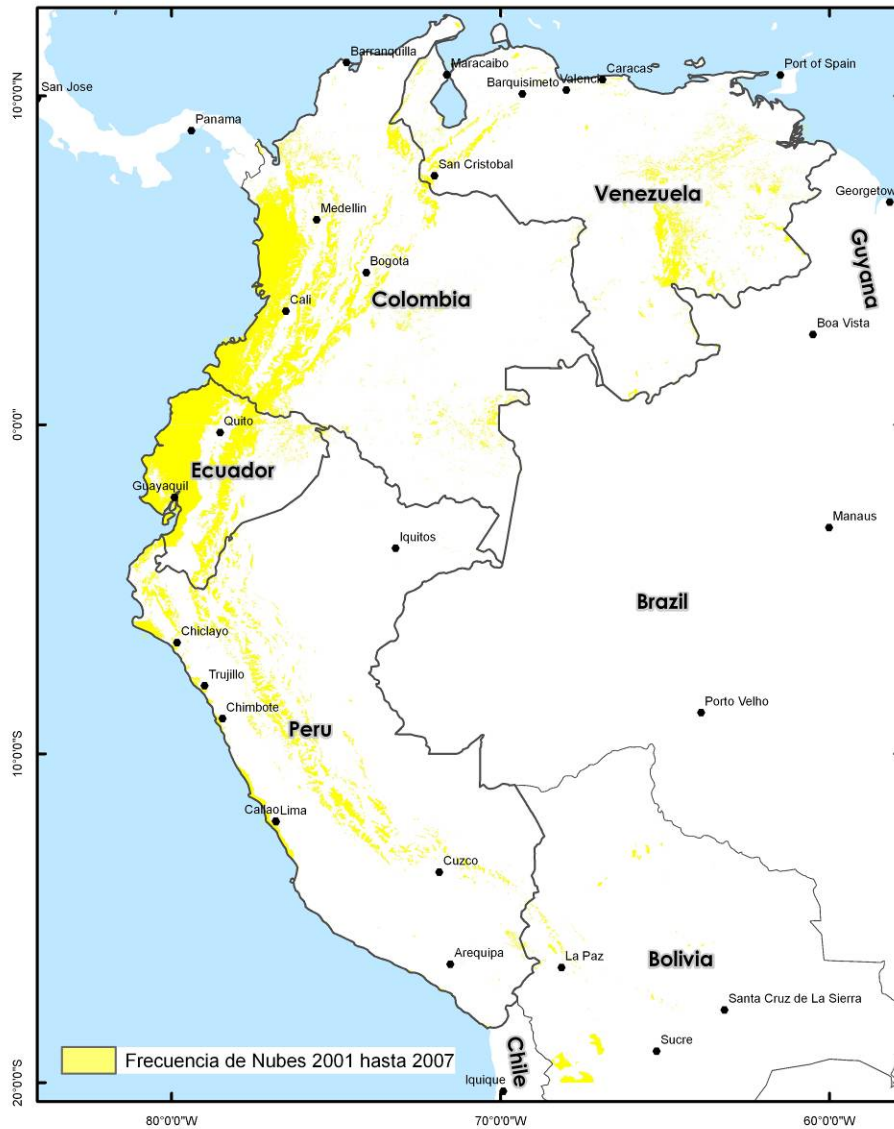 Barranquilla
Maracaibo
Caracas
Port of Spain
Barquisimeto
Valencia
San Jose
10°0'0"N
Panama
San Cristobal
Venezuela
Georgetow
Medellin
Guyana
Bogota
Colombia
Cali
Boa Vista
0°0'0"
Quito
Ecuador
Guayaquil
Manaus
Iquitos
Brazil
Chiclayo
Trujillo
Porto Velho
Chimbote
Peru
10°0'0"S
Callao
Lima
Cuzco
Arequipa
La Paz
Bolivia
Santa Cruz de La Sierra
Sucre
Frecuencia de Nubes 2001 hasta 2007
Chile
Iquique
20°0'0"S
80°0'0"W
70°0'0"W
60°0'0"W